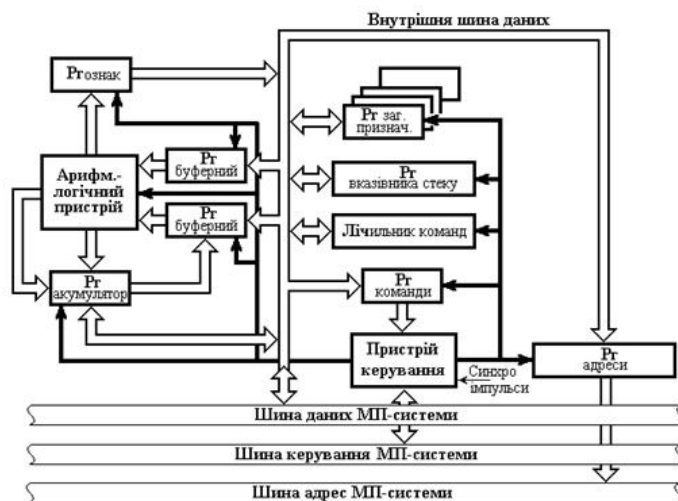 Внутрішня шина даних
Рг ознак
Рг заг.
признач.
Арифм.-
логічний
пристрій
Рг
буферний
Рг
вказівника стеку
Рг
буферний
Лічильник команд
Рг
акумулятор
Рг
команди
Пристрій
керування
Рг
адреси
Синхро
імпульси
Шина даних МП-системи
Шина керування МП-системи
Шина адрес МП-системи